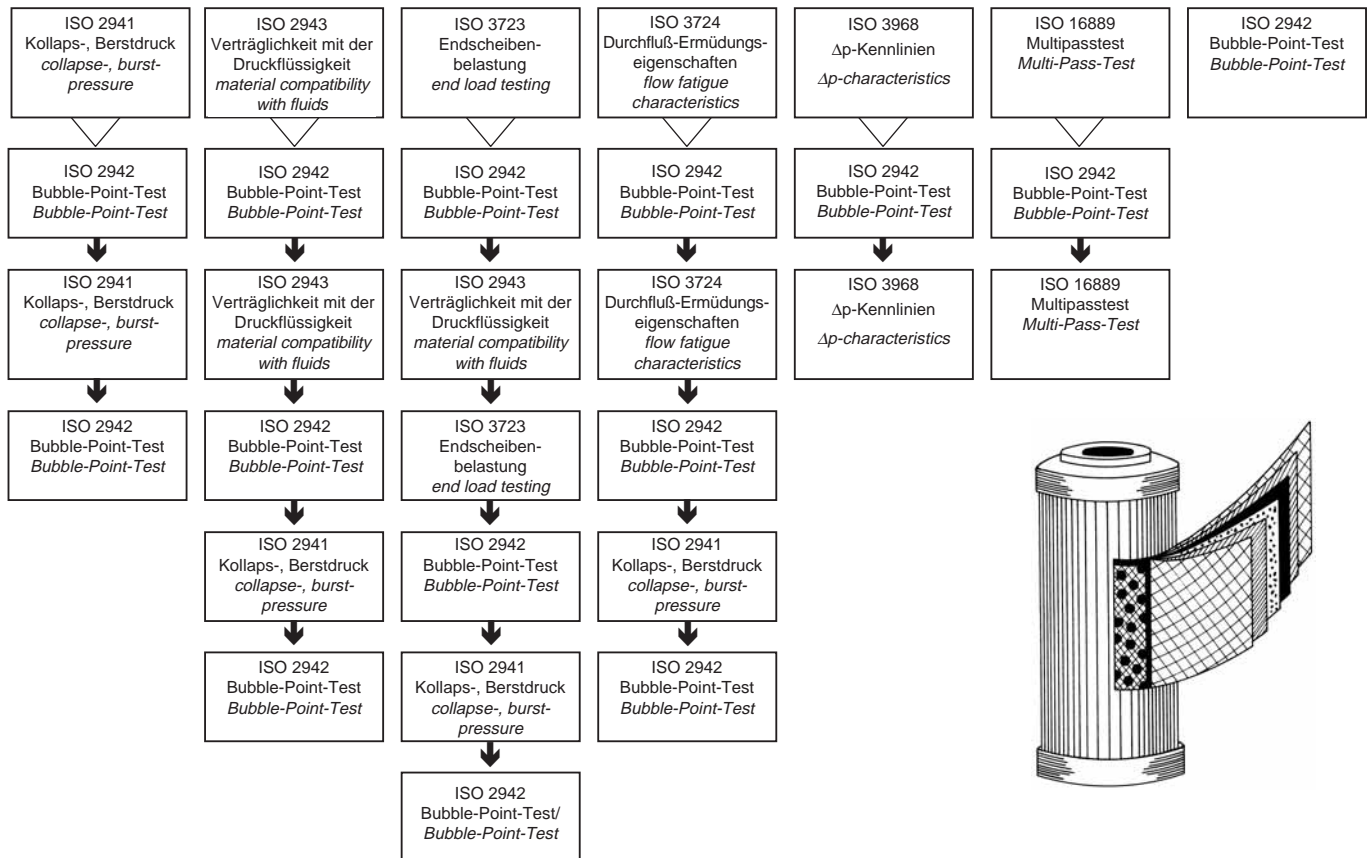 ISO 2941
Kollaps-, Berstdruck
collapse-, burst-
pressure
ISO 2943
Verträglichkeit mit der
Druckflüssigkeit
material compatibility
with fluids
ISO 3723
Endscheiben-
belastung
end load testing
ISO 3724
Durchfluß-Ermüdungs-
eigenschaften
flow fatigue
characteristics
ISO 3968
Δp-Kennlinien
Δp-characteristics
ISO 16889
Multipasstest
Multi-Pass-Test
ISO 2942
Bubble-Point-Test
Bubble-Point-Test
ISO 2942
Bubble-Point-Test
Bubble-Point-Test
ISO 2942
Bubble-Point-Test
Bubble-Point-Test
ISO 2942
Bubble-Point-Test
Bubble-Point-Test
ISO 2942
Bubble-Point-Test
Bubble-Point-Test
ISO 2942
Bubble-Point-Test
Bubble-Point-Test
ISO 2942
Bubble-Point-Test
Bubble-Point-Test
ISO 2941
Kollaps-, Berstdruck
collapse-, burst-
pressure
ISO 2943
Verträglichkeit mit der
Druckflüssigkeit
material compatibility
with fluids
ISO 2943
Verträglichkeit mit der
Druckflüssigkeit
material compatibility
with fluids
ISO 3724
Durchfluß-Ermüdungs-
eigenschaften
flow fatigue
characteristics
ISO 3968
Δp-Kennlinien
Δp-characteristics
ISO 16889
Multipasstest
Multi-Pass-Test
ISO 2942
Bubble-Point-Test
Bubble-Point-Test
ISO 2942
Bubble-Point-Test
Bubble-Point-Test
ISO 3723
Endscheiben-
belastung
end load testing
ISO 2942
Bubble-Point-Test
Bubble-Point-Test
ISO 2941
Kollaps-, Berstdruck
collapse-, burst-
pressure
ISO 2942
Bubble-Point-Test
Bubble-Point-Test
ISO 2941
Kollaps-, Berstdruck
collapse-, burst-
pressure
ISO 2942
Bubble-Point-Test
Bubble-Point-Test
ISO 2941
Kollaps-, Berstdruck
collapse-, burst-
pressure
ISO 2942
Bubble-Point-Test
Bubble-Point-Test
ISO 2942
Bubble-Point-Test/
Bubble-Point-Test